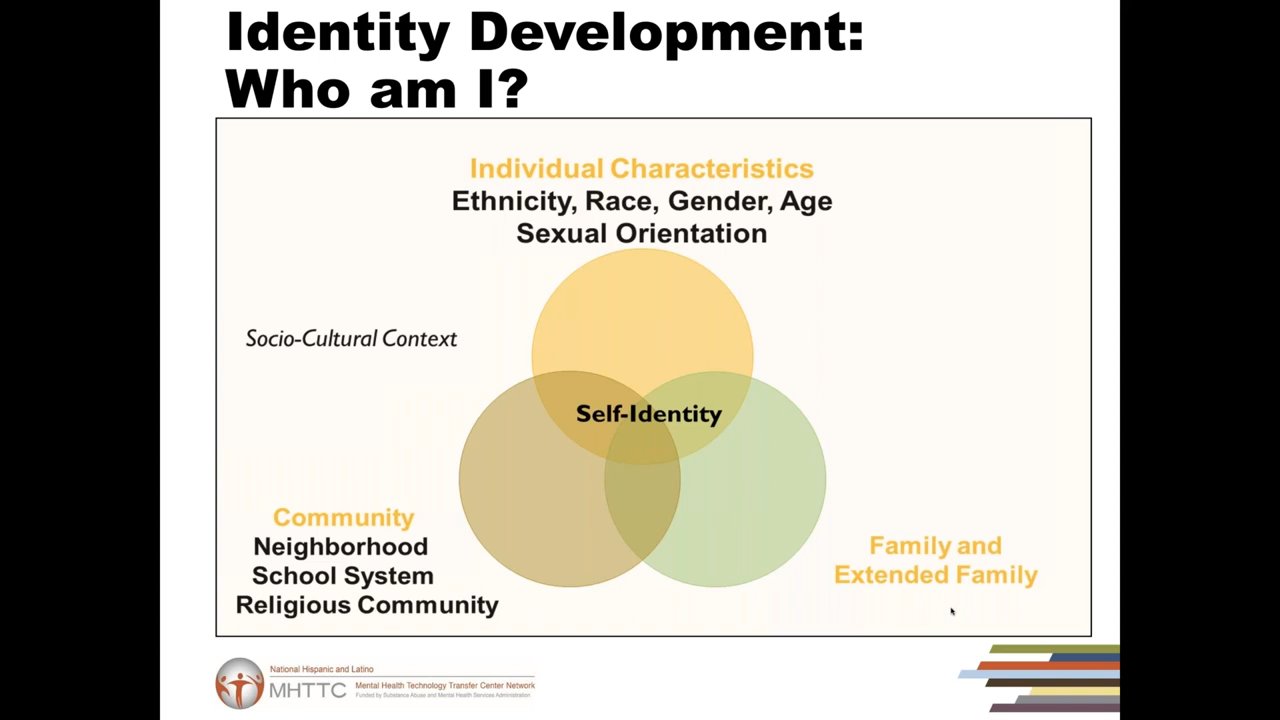 Identity Development:
Who am I?
Individual Characteristics
Ethnicity, Race, Gender, Age
Sexual Orientation
Socio-Cultural Context
Self-Identity
Community
Neighborhood
School System
Religious Community
Family and
Extended Family
National Hispanic and Latino
MHTTC
Mental Health Technology Transfer Center Network
Funded by Substance Abuse and Mental Health Services Administration